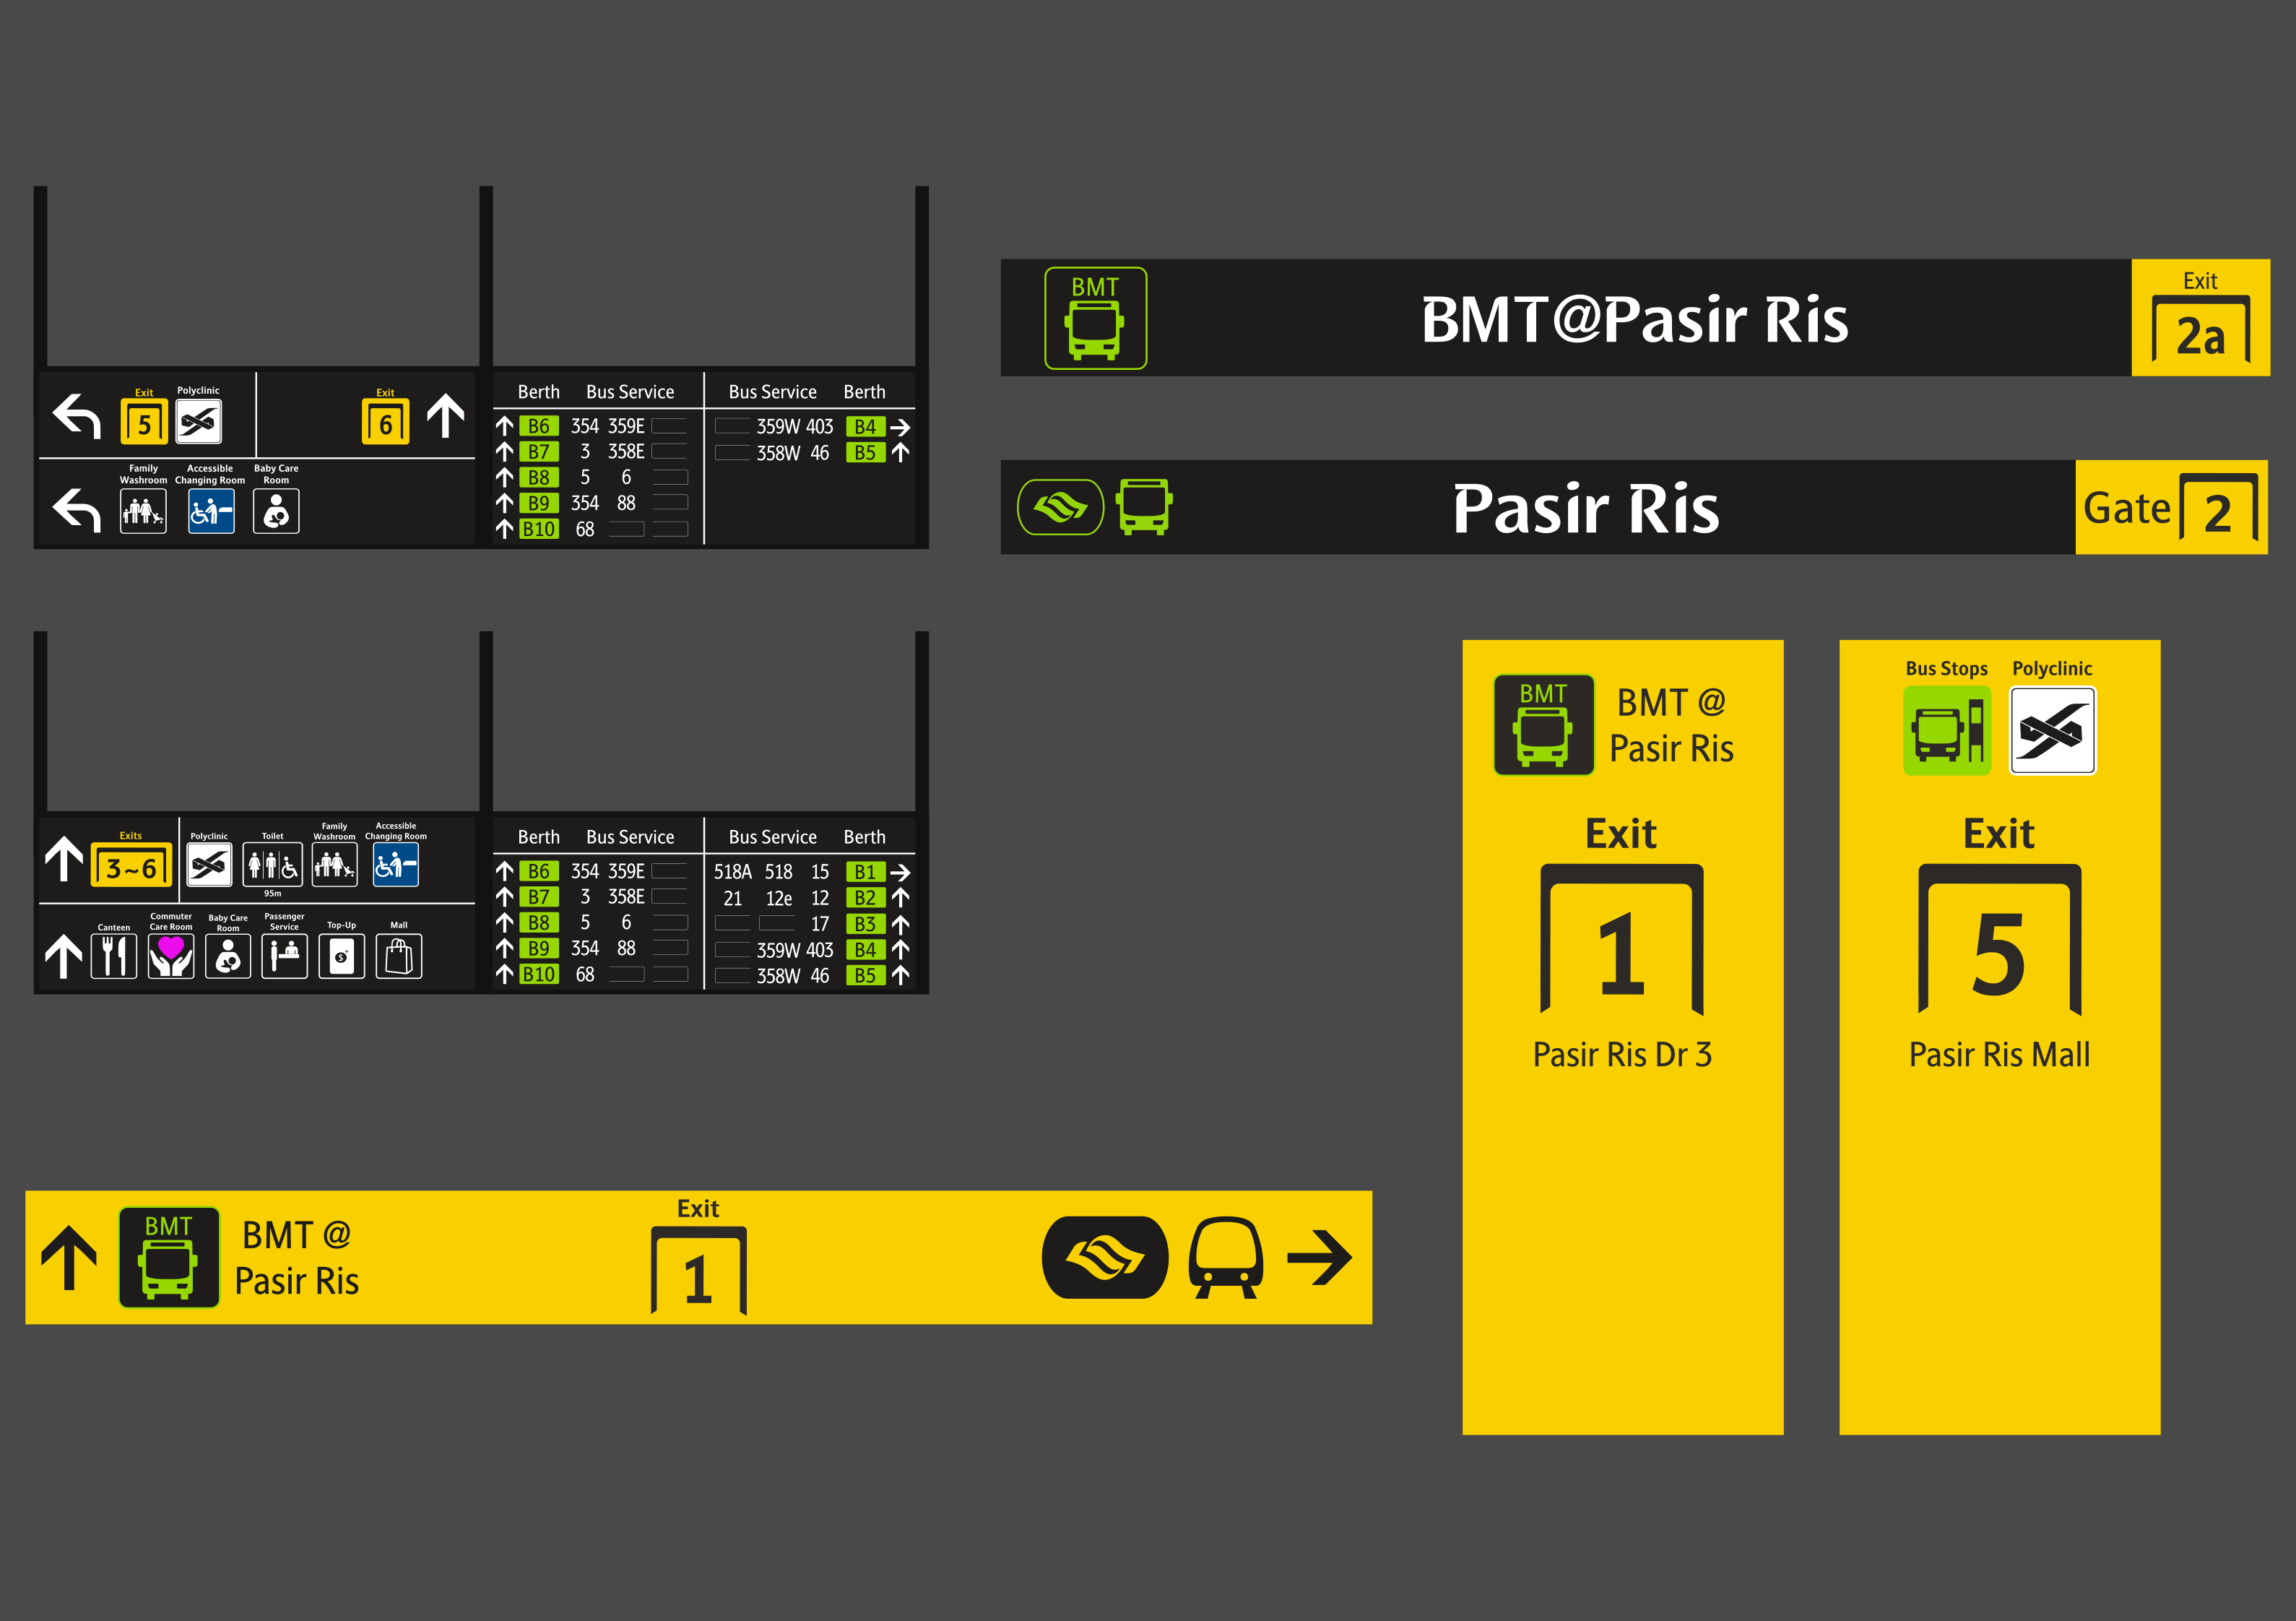 Exit
5
Polyclinic
Exit
6
Family
Washroom
Accessible
Changing Room
Baby Care
Room
Berth Bus Service
B6 354 359E
B7 3 358E
B8 5 6
B9 354 88
B10 68
Bus Service Berth
359W 403 B4
358W 46 B5
BMT
BMT@Pasir Ris
Exit
2a
Pasir Ris
Gate 2
Exits
3~6
Polyclinic
Toilet
95m
Family
Washroom
Accessible
Changing Room
Canteen
Commuter
Care Room
Baby Care
Room
Passenger
Service
Top-Up
$
+
Mall
Berth Bus Service
B6 354 359E
B7 3 358E
B8 5 6
B9 354 88
B10 68
Bus Service Berth
518A 518 15 B1
21 12e 12 B2
17 B3
359W 403 B4
358W 46 B5
BMT
BMT @
Pasir Ris
Exit
1
Pasir Ris Dr 3
Bus Stops
Polyclinic
Exit
5
Pasir Ris Mall
BMT
BMT @
Pasir Ris
Exit
1